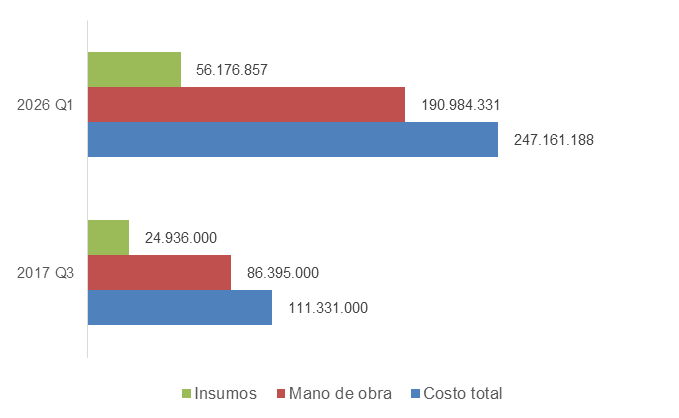 56.176.857
2026 Q1
190.984.331
247.161.188
24.936.000
2017 Q3
86.395.000
111.331.000
Insumos Mano de obra Costo total